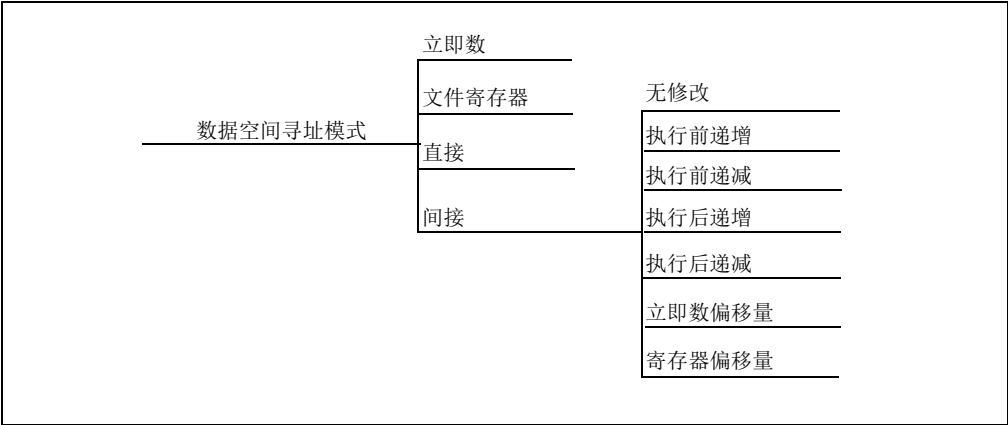 数据空间寻址模式
立即数
文件寄存器
直接
间接
无修改
执行前递增
执行前递减
执行后递增
执行后递减
立即数偏移量
寄存器偏移量